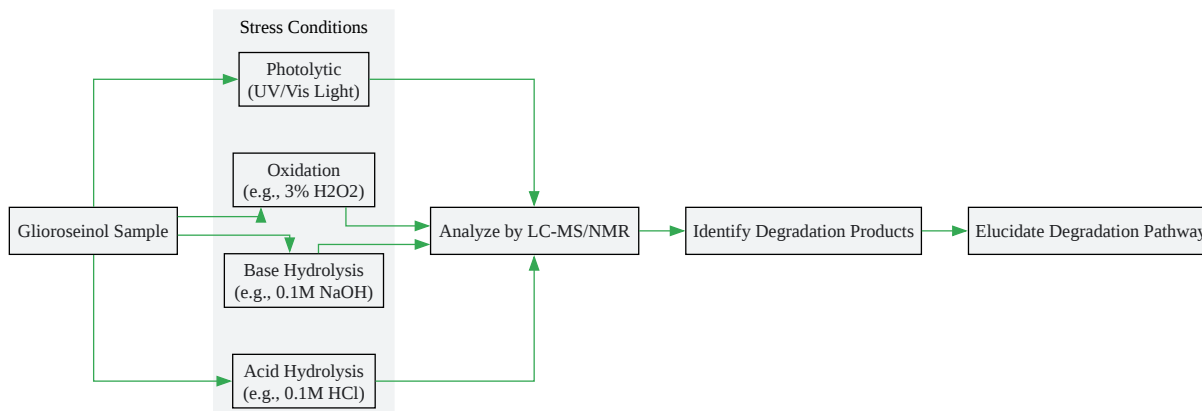 Stress Conditions
Photolytic
(UV/Vis Light)
Oxidation
(e.g., 3% H2O2)
Glioroseinol Sample
Analyze by LC-MS/NMR
Identify Degradation Products
Elucidate Degradation Pathway
Base Hydrolysis
(e.g., 0.1M NaOH)
Acid Hydrolysis
(e.g., 0.1M HCl)